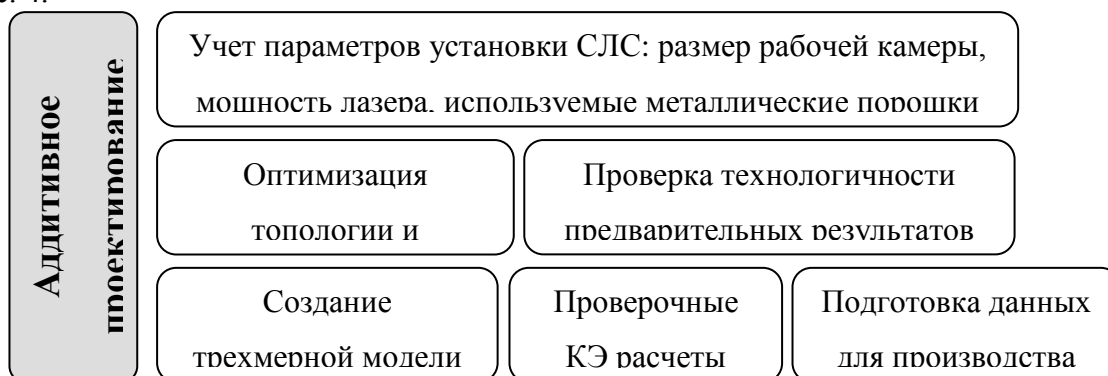 Аддитивное
проектирование
Учет параметров установки СЛС: размер рабочей камеры,
мощность лазера, используемые металлические порошки
Оптимизация
топологии и
Проверка технологичности
предварительных результатов
Создание
трехмерной модели
Проверочные
КЭ расчеты
Подготовка данных
для производства